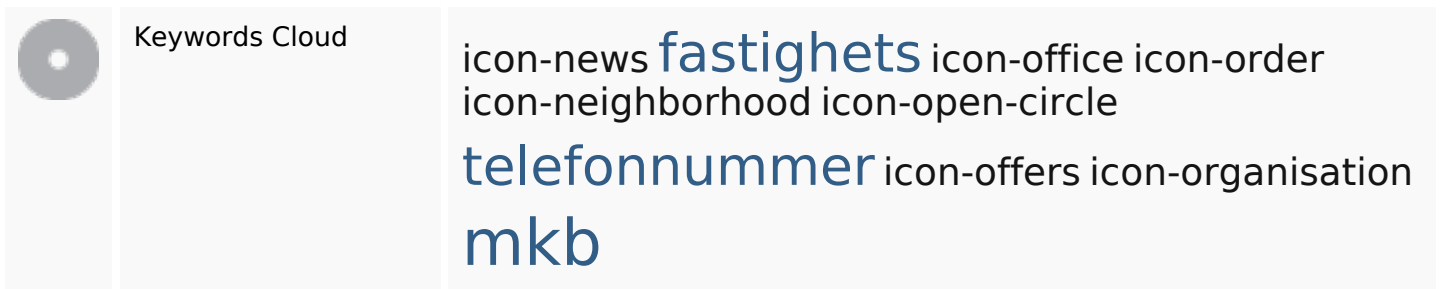 Keywords Cloud
icon-news fastighets icon-office icon-order
icon-neighborhood icon-open-circle
telefonnummer icon-offers icon-organisation
mkb